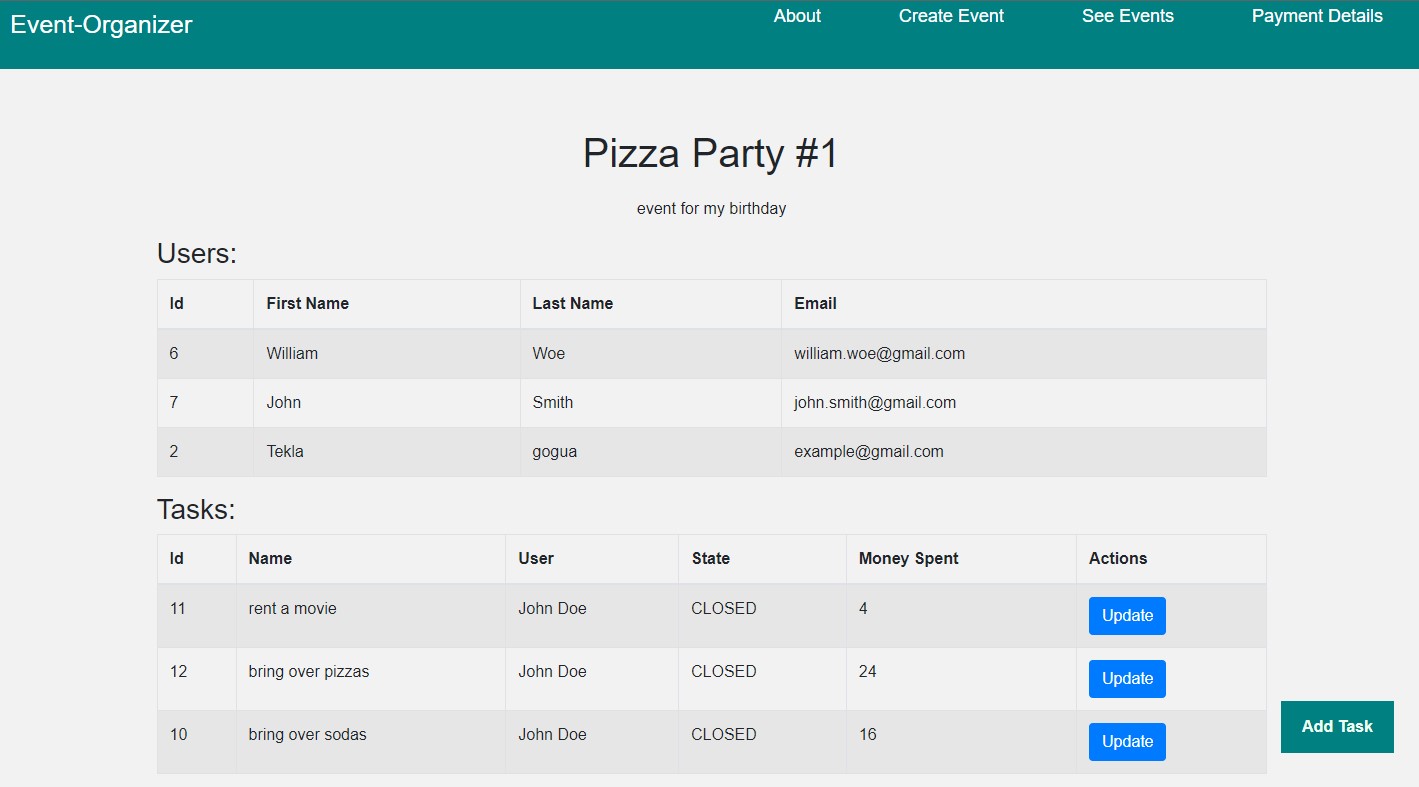 Event-Organizer About Create Event See Events Payment Details
Pizza Party #1
event for my birthday
Users:
Id First Name Last Name Email
6 William Woe william.woe@gmail.com
7 John Smith john.smith@gmail.com
2 Tekla gogua example@gmail.com
Tasks:
Id Name User State Money Spent Actions
11 rent a movie John Doe CLOSED 4 Update
12 bring over pizzas John Doe CLOSED 24 Update
10 bring over sodas John Doe CLOSED 16 Update
Add Task